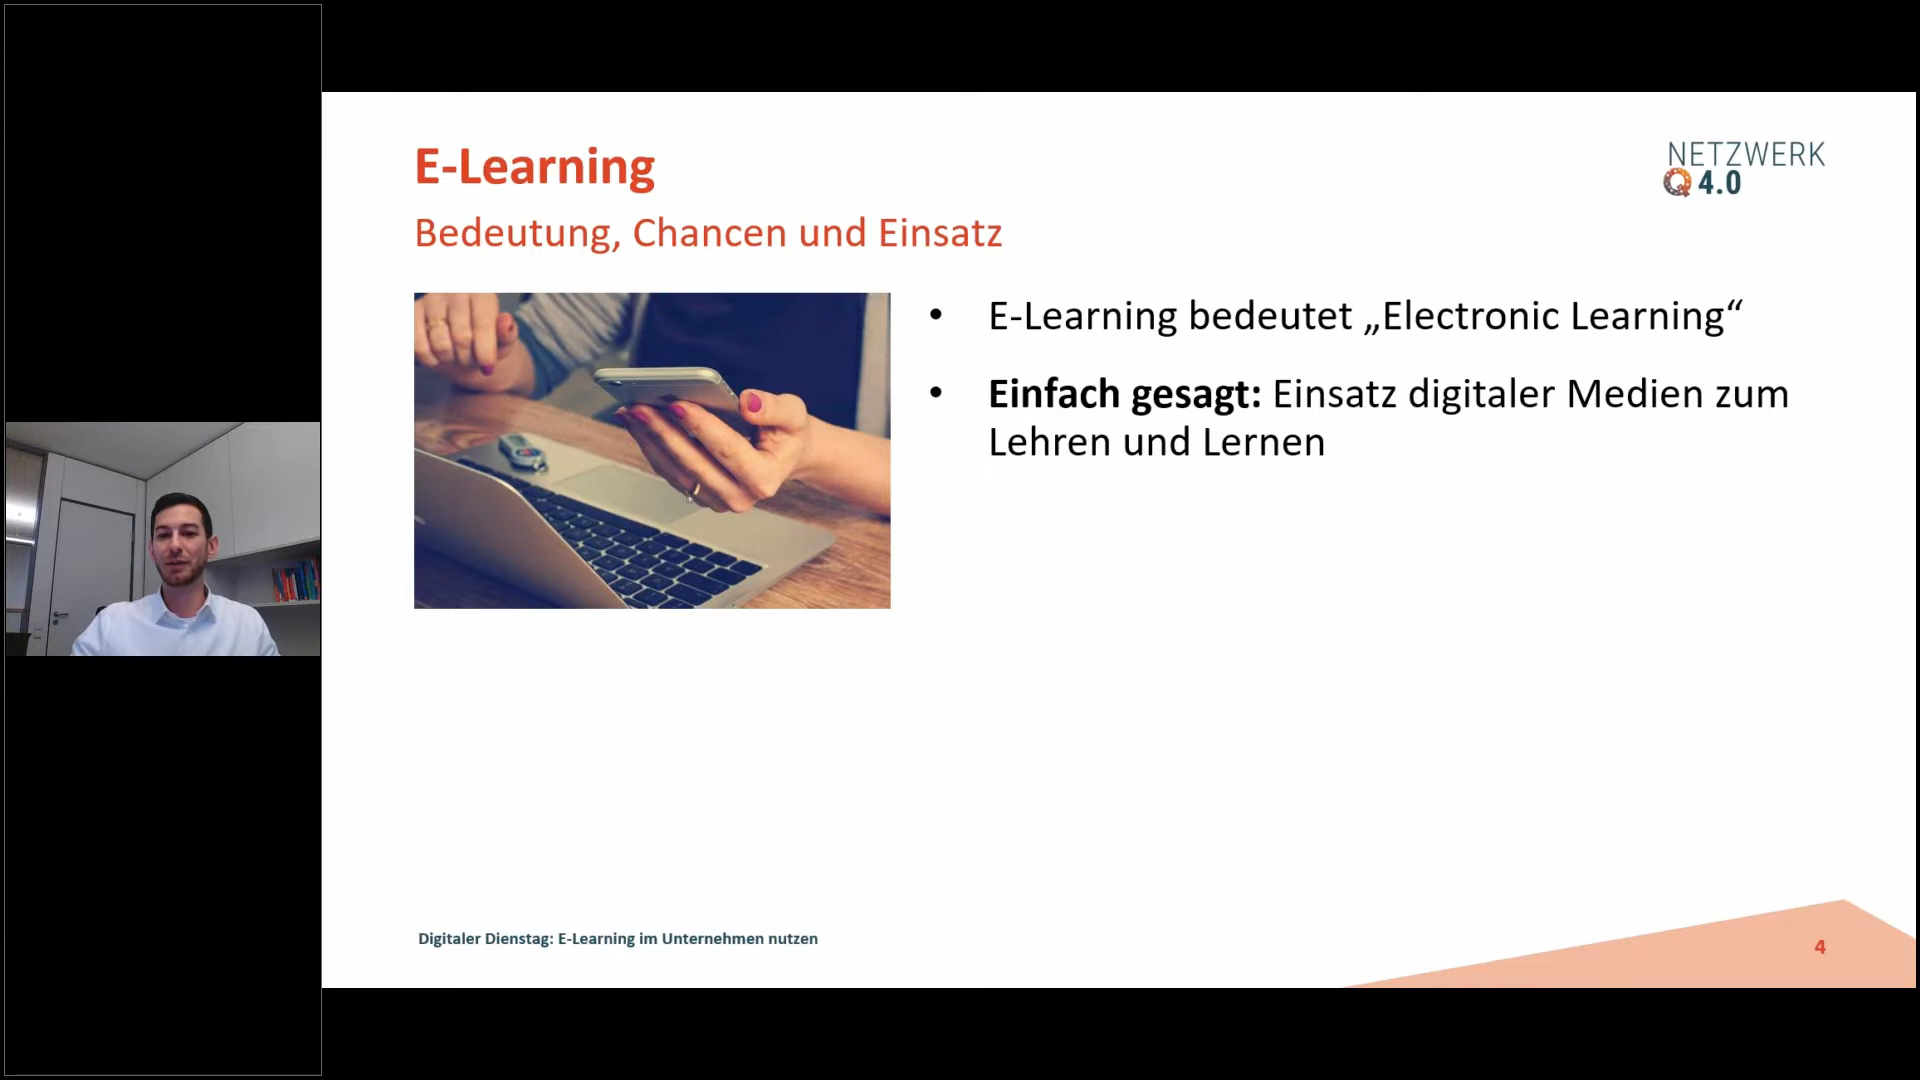 E-Learning
Bedeutung, Chancen und Einsatz
NETZWERK
Q 4.0
• E-Learning bedeutet „Electronic Learning“
• Einfach gesagt: Einsatz digitaler Medien zum
Lehren und Lernen
Digitaler Dienstag: E-Learning im Unternehmen nutzen
4